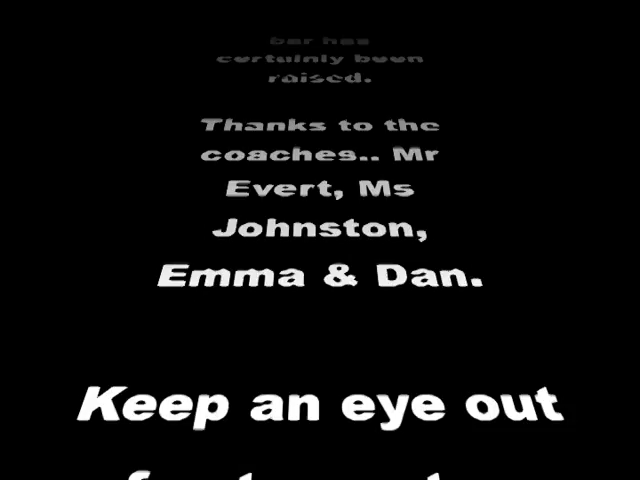 bar has
certainly been
raised.
Thanks to the
coaches.. Mr
Evert, Ms
Johnston,
Emma & Dan.
Keep an eye out